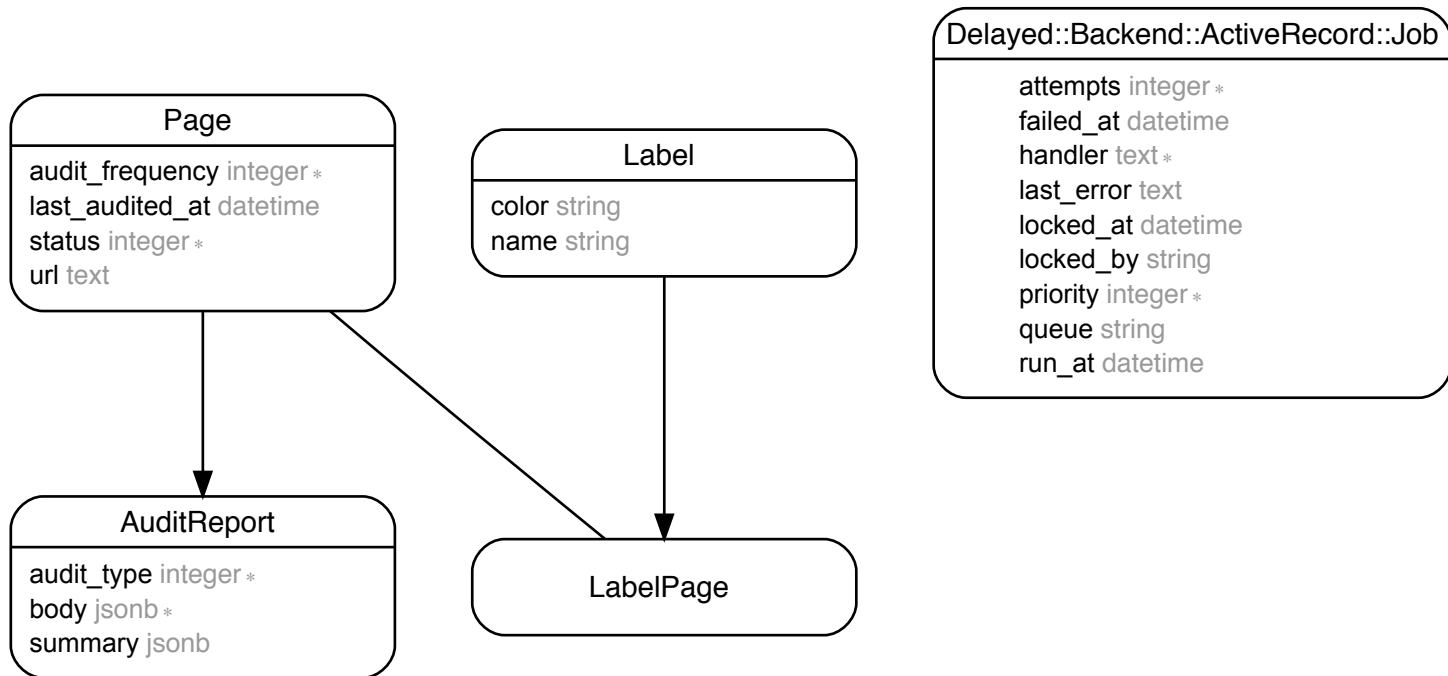 Page
audit_frequency integer *
last_audited_at datetime
status integer *
url text
Label
color string
name string
Delayed::Backend::ActiveRecord::Job
attempts integer *
failed_at datetime
handler text *
last_error text
locked_at datetime
locked_by string
priority integer *
queue string
run_at datetime
AuditReport
audit_type integer *
body jsonb *
summary jsonb
LabelPage